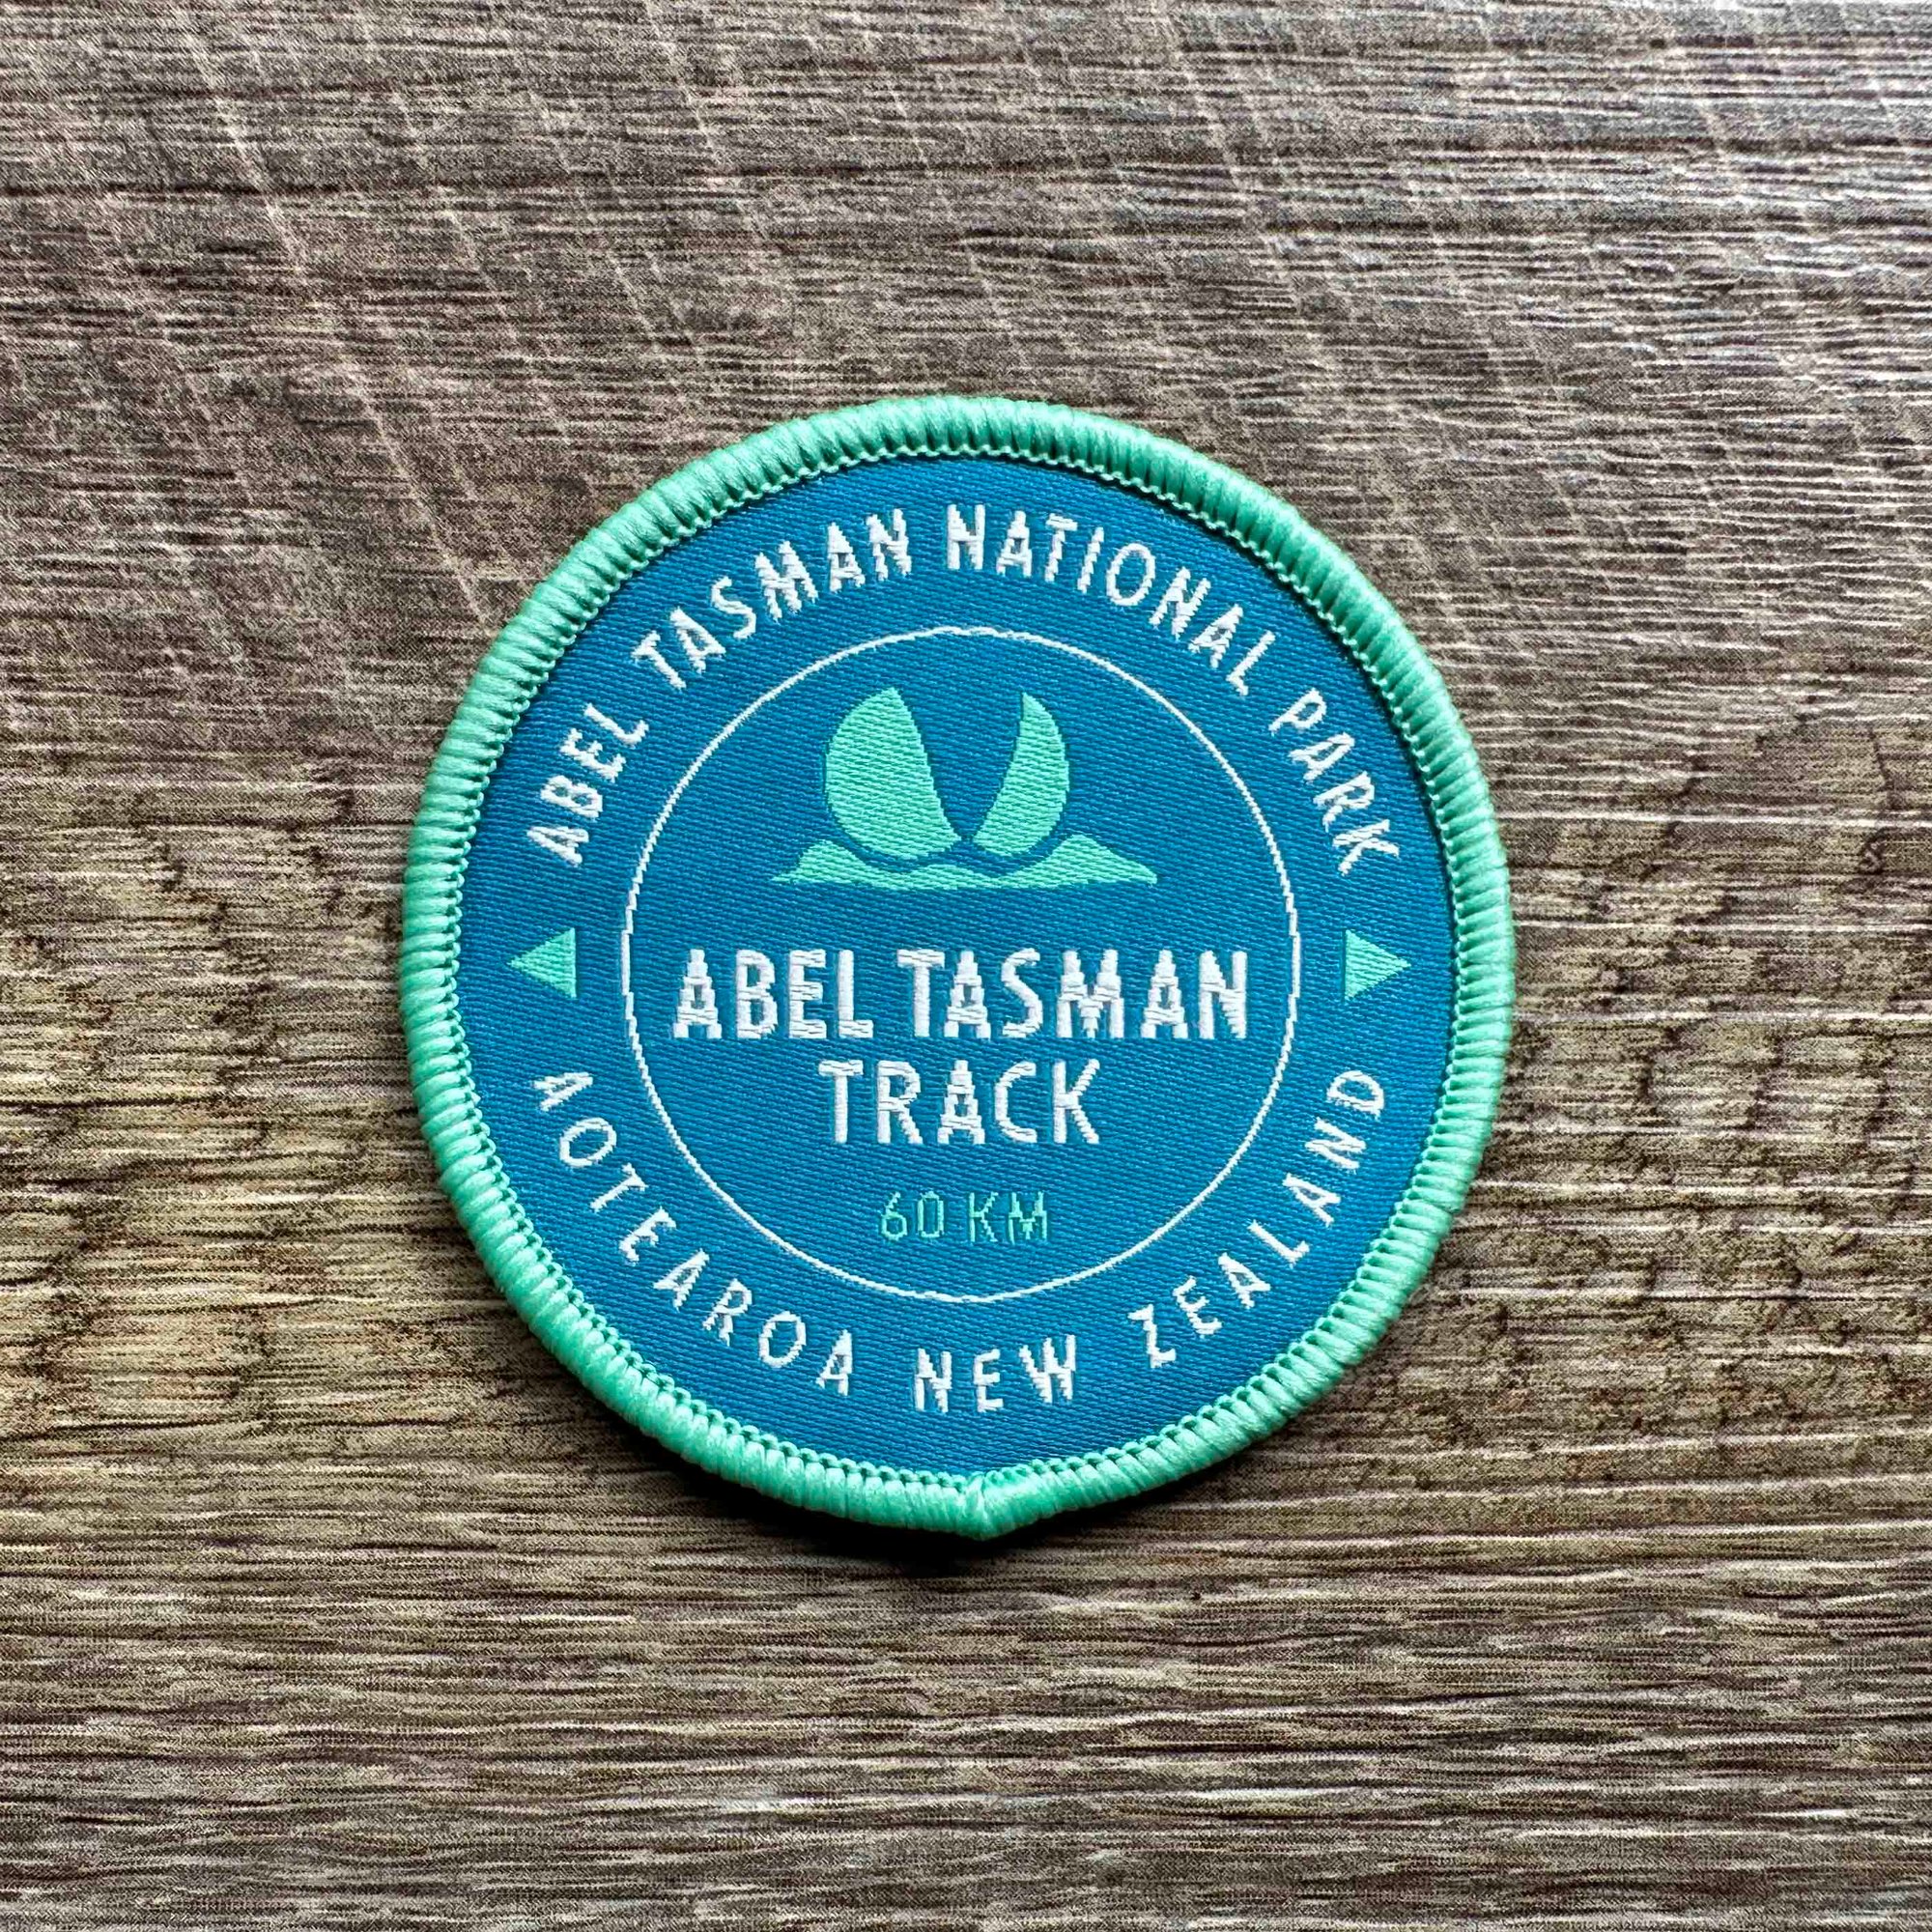 ABEL TASMAN NATIONAL PARK
ABEL TASMAN
TRACK
60 KM
AOTEAROA NEW ZEALAND